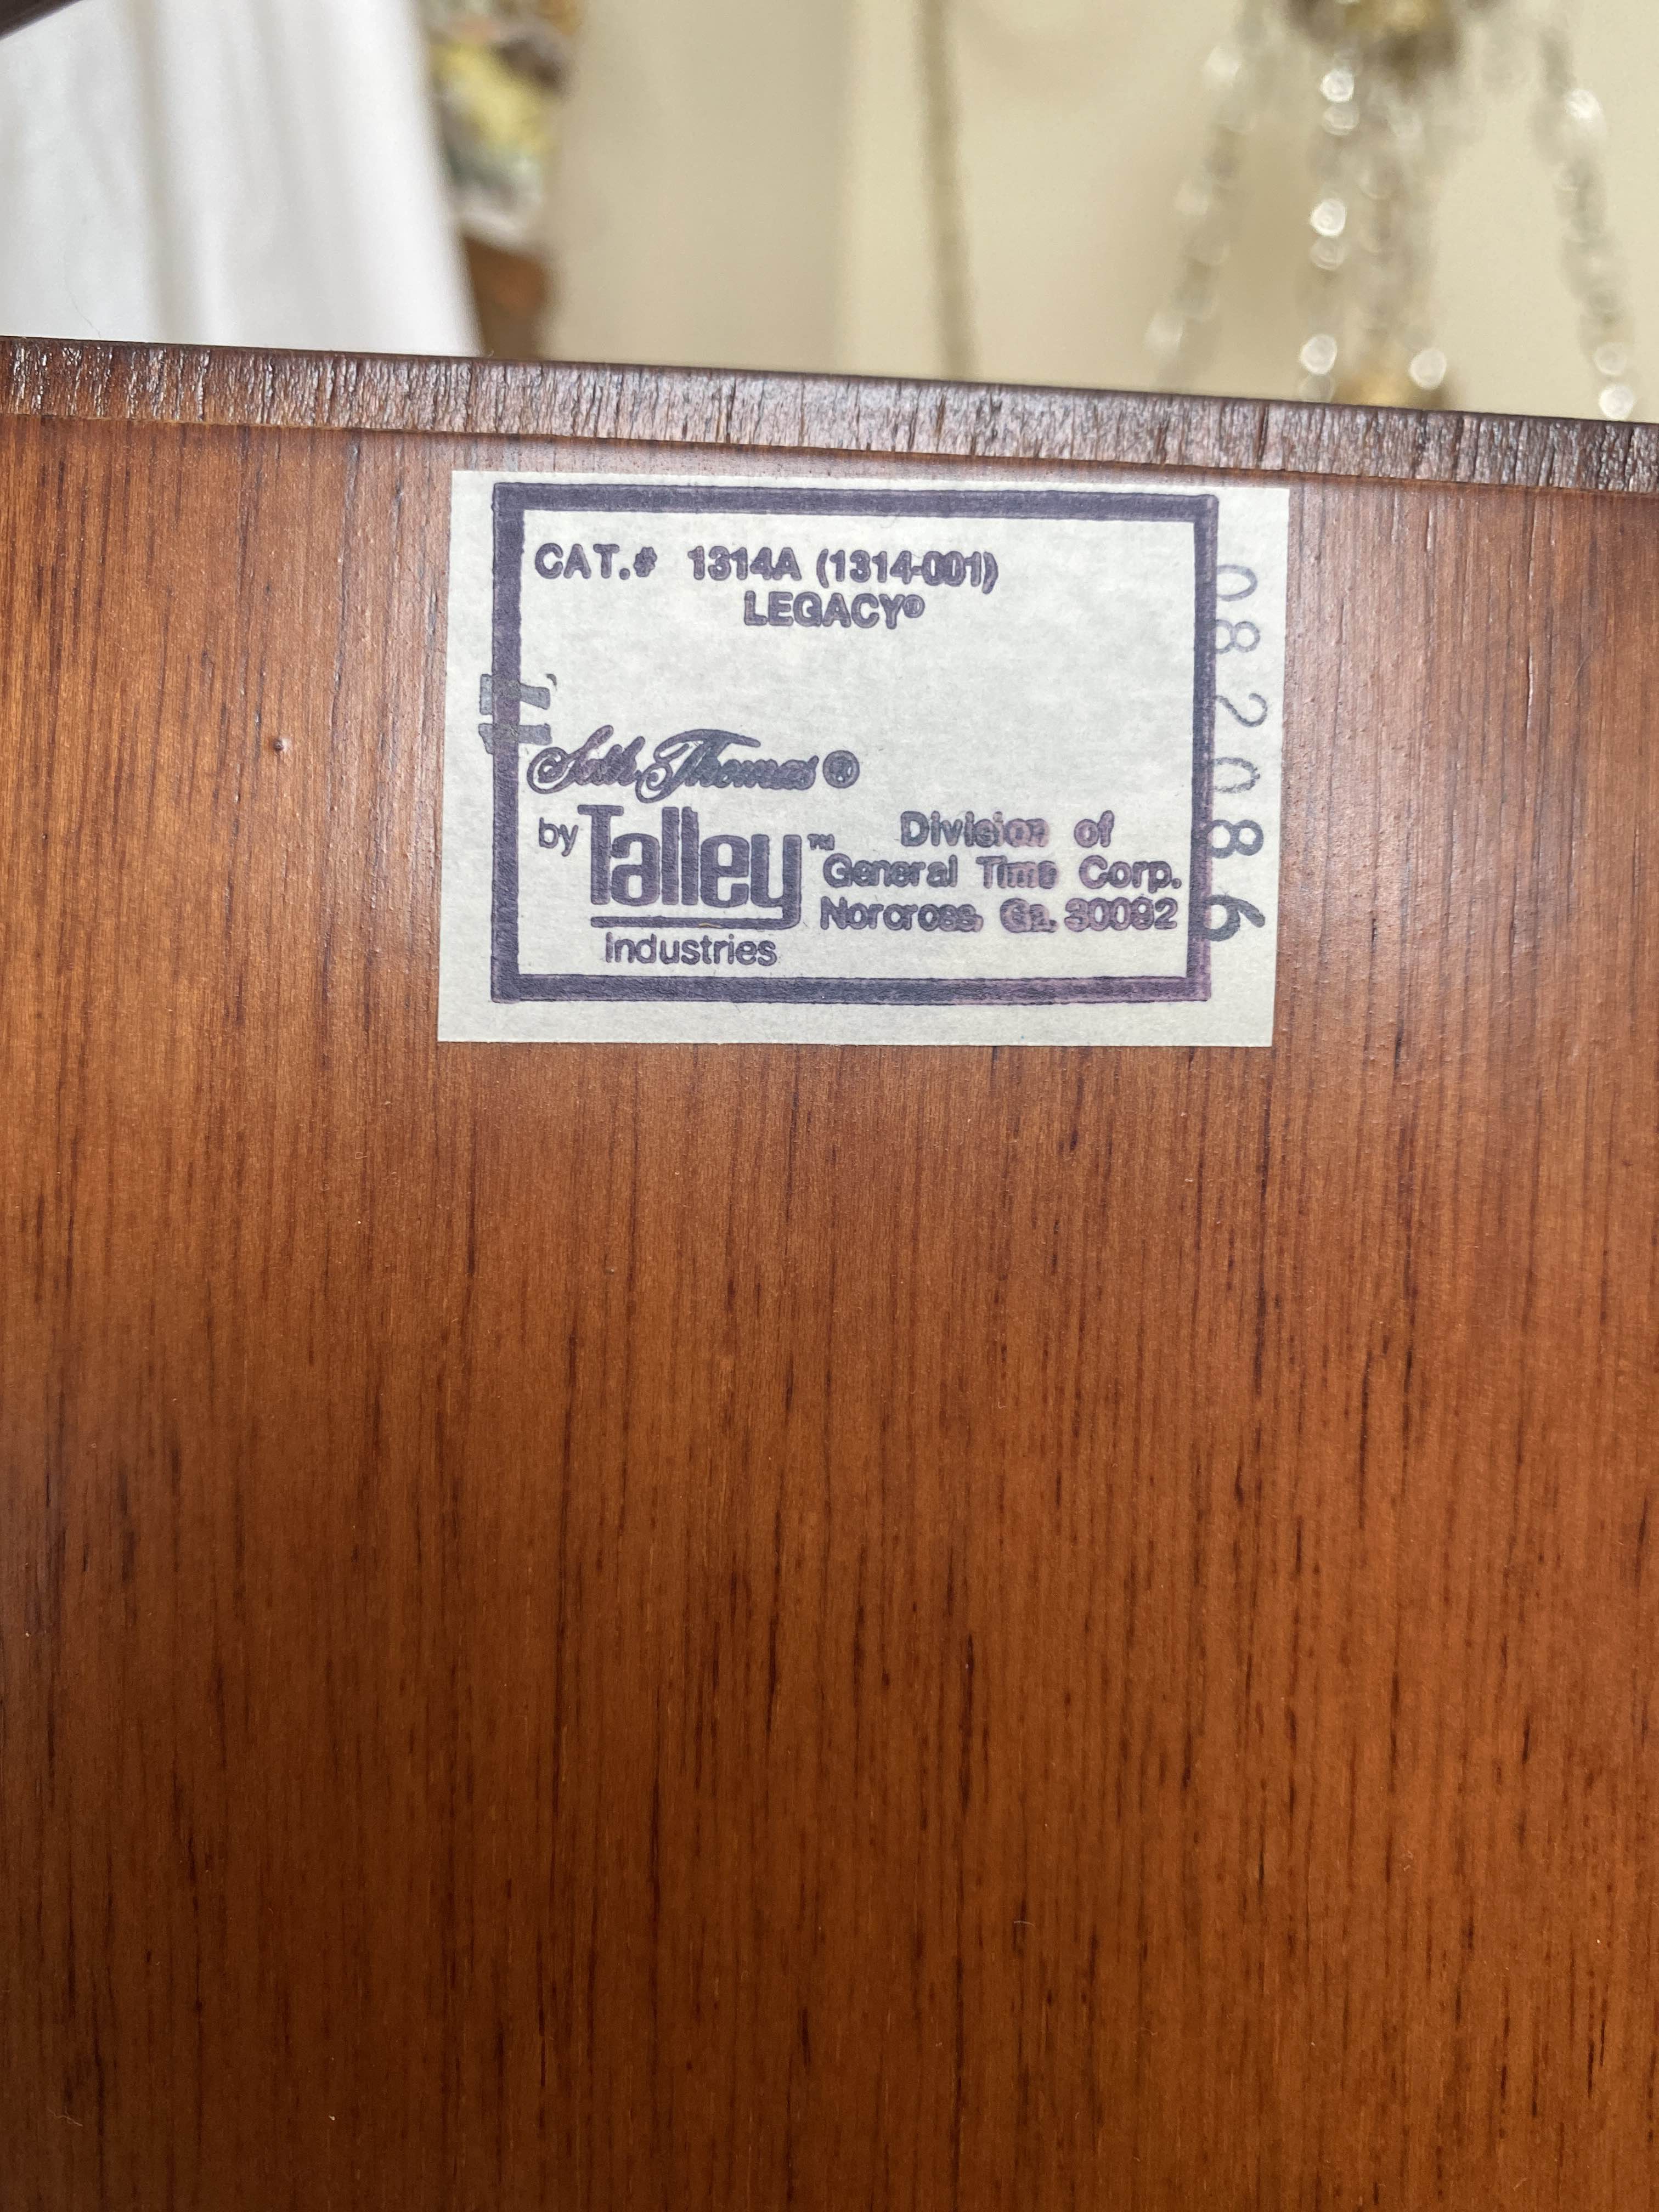 CAT.# 1314A (1314-001)
LEGACY®
Seth Thomas®
by Talley™
Industries
Division of
General Time Corp.
Norcross, Ga. 30092
082086